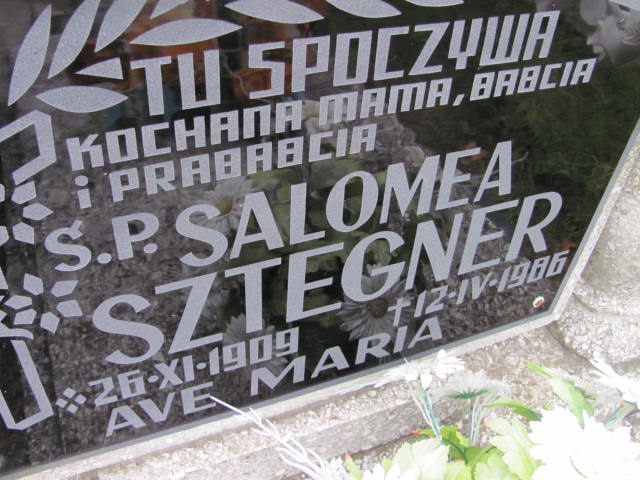 TU SPOCZYWA
KOCHANA MAMA, BABCIA
i PRABABCIA
Ś.P. SALOMEA
SZTEGNER
26-XI-1909 †12-IV-1986
AVE MARIA